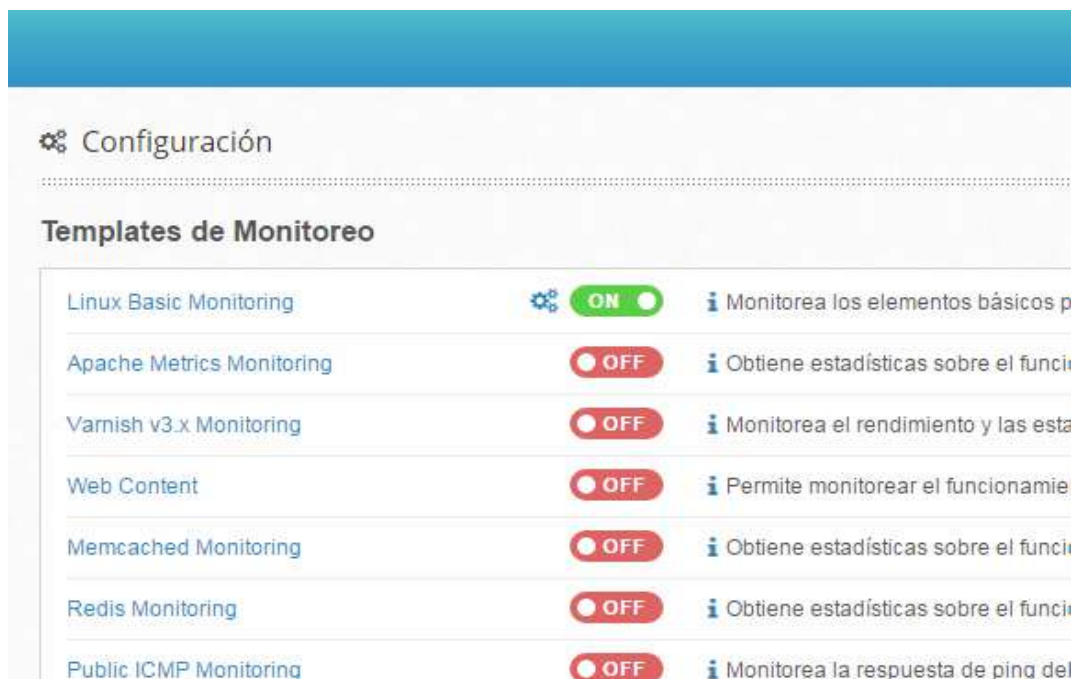 Configuración
Templates de Monitoreo
Linux Basic Monitoring ON Monitorea los elementos básicos
Apache Metrics Monitoring OFF Obtiene estadísticas sobre el
Varnish v3.x Monitoring OFF Monitorea el rendimiento y las
Web Content OFF Permite monitorear el
Memcached Monitoring OFF Obtiene estadísticas sobre el
Redis Monitoring OFF Obtiene estadísticas sobre el
Public ICMP Monitoring OFF Monitorea la respuesta de ping del